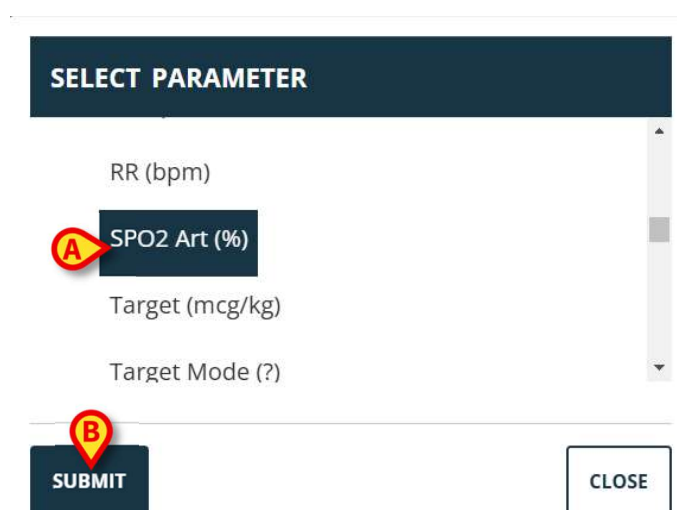 SELECT PARAMETER
RR (bpm)
A
SPO2 Art (%)
Target (mcg/kg)
Target Mode (?)
B
SUBMIT
CLOSE